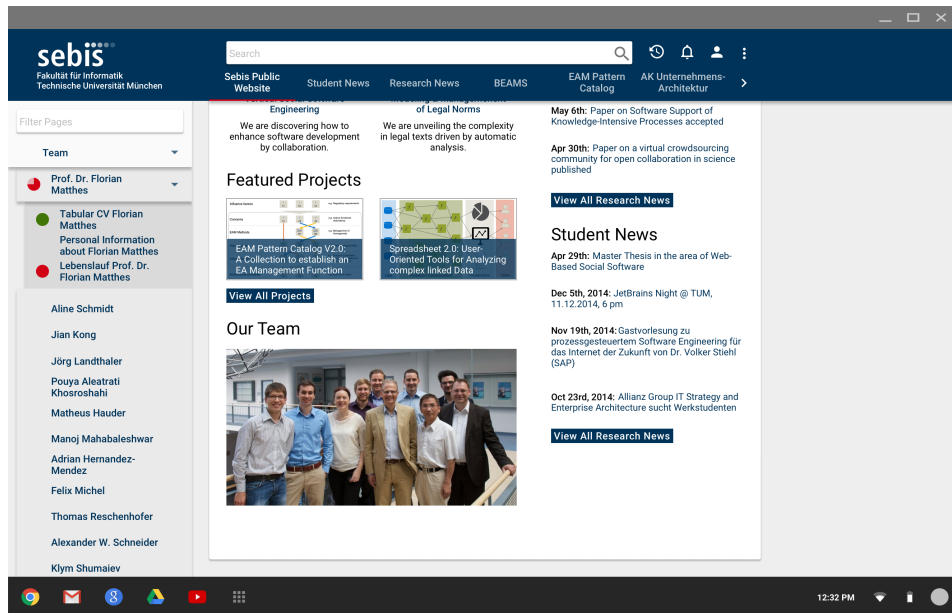 sebis
Fakultät für Informatik
Technische Universität München
Search
Sebis Public
Website
Student News
Research News
BEAMS
EAM Pattern
Catalog
AK Unternehmens-
Architektur
Filter Pages
Team
Prof. Dr. Florian
Matthes
Tabular CV Florian
Matthes
Personal Information
about Florian Matthes
Lebenslauf Prof. Dr.
Florian Matthes
Aline Schmidt
Jian Kong
Jörg Landthaler
Pouya Aleatrati
Khosroshahi
Matheus Hauder
Manoj Mahabaleshwar
Adrian Hernandez-
Mendez
Felix Michel
Thomas Reschenhofer
Alexander W. Schneider
Klym Shumaiev
Engineering
We are discovering how to
enhance software development
by collaboration.
of Legal Norms
We are unveiling the complexity
in legal texts driven by automatic
analysis.
Featured Projects
EAM Pattern Catalog V2.0:
A Collection to establish an
EA Management Function
Spreadsheet 2.0: User-
Oriented Tools for Analyzing
complex linked Data
View All Projects
Our Team
May 6th: Paper on Software Support of
Knowledge-Intensive Processes accepted
Apr 30th: Paper on a virtual crowdsourcing
community for open collaboration in science
published
View All Research News
Student News
Apr 29th: Master Thesis in the area of Web-
Based Social Software
Dec 5th, 2014: JetBrains Night @ TUM,
11.12.2014, 6 pm
Nov 19th, 2014: Gastvorlesung zu
prozessgesteuertem Software Engineering für
das Internet der Zukunft von Dr. Volker Stiehl
(SAP)
Oct 23rd, 2014: Allianz Group IT Strategy and
Enterprise Architecture sucht Werkstudenten
View All Research News
12:32 PM